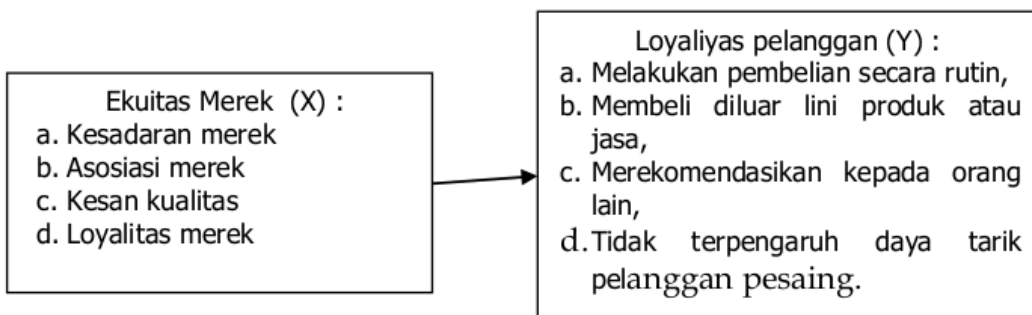 Ekuitas Merek (X) :
a. Kesadaran merek
b. Asosiasi merek
c. Kesan kualitas
d. Loyalitas merek
Loyaliyas pelanggan (Y) :
a. Melakukan pembelian secara rutin,
b. Membeli diluar lini produk atau
jasa,
c. Merekomendasikan kepada orang
lain,
d. Tidak terpengaruh daya tarik
pelanggan pesaing.